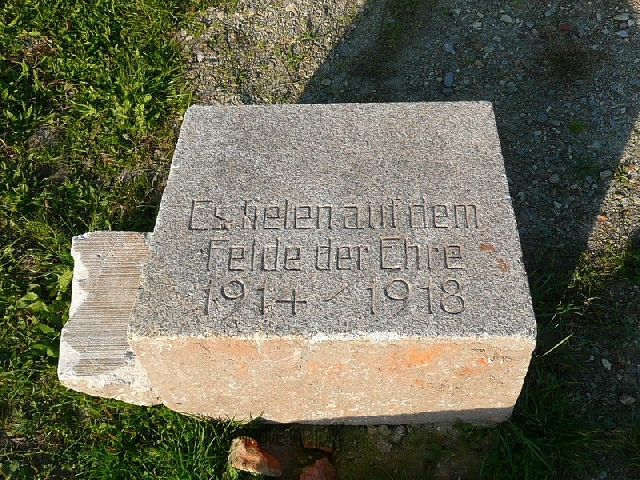 Es fielen auf dem
Felde der Ehre
1914 / 1918